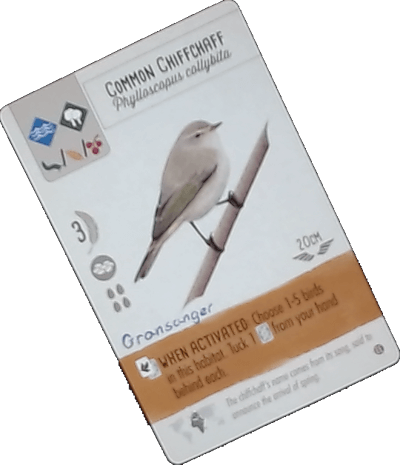 COMMON CHIFFCHAFF
Phylloscopus collybita
3
20CM
Gransanger
WHEN ACTIVATED: Choose 1-5 birds
in this habitat. Tuck 1 from your hand
behind each.
The chiffchaff's name comes from its song, said to
announce the arrival of spring.